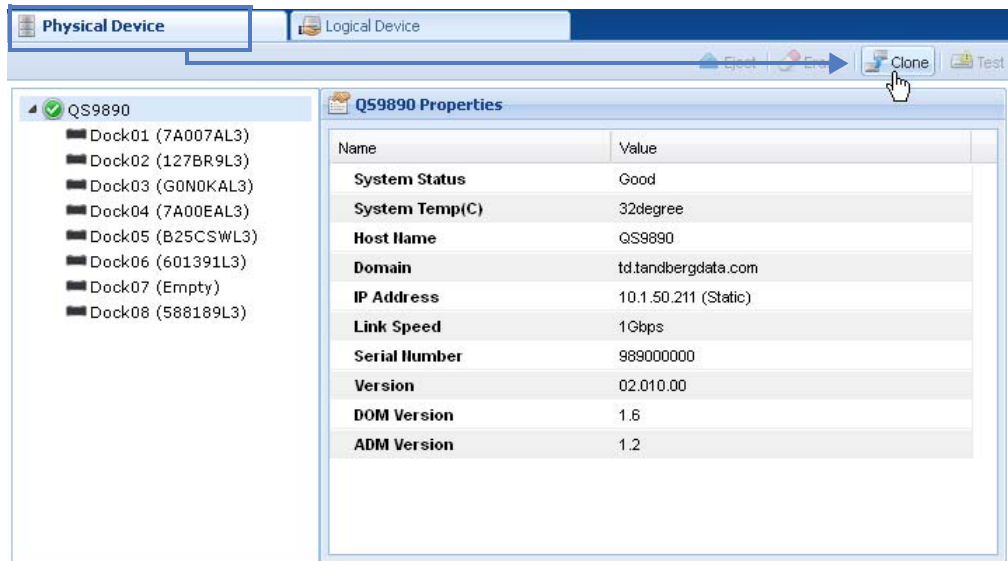 Physical Device
Logical Device
Eject
Clone
Test
QS9890
Dock01 (7A007AL3)
Dock02 (127BR9L3)
Dock03 (G0N0KAL3)
Dock04 (7A00EAL3)
Dock05 (B25CSWL3)
Dock06 (601391L3)
Dock07 (Empty)
Dock08 (588189L3)
QS9890 Properties
Name Value
System Status Good
System Temp(C) 32degree
Host Name QS9890
Domain td.tandbergdata.com
IP Address 10.1.50.211 (Static)
Link Speed 1Gbps
Serial Number 989000000
Version 02.010.00
DOM Version 1.6
ADM Version 1.2